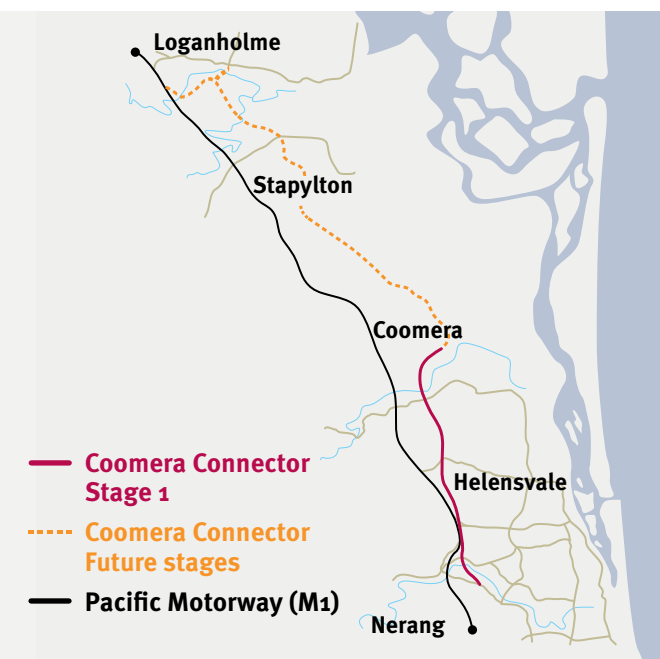 Loganholme
Stapylton
Coomera
Helensvale
Nerang
Coomera Connector
Stage 1
Coomera Connector
Future stages
Pacific Motorway (M1)